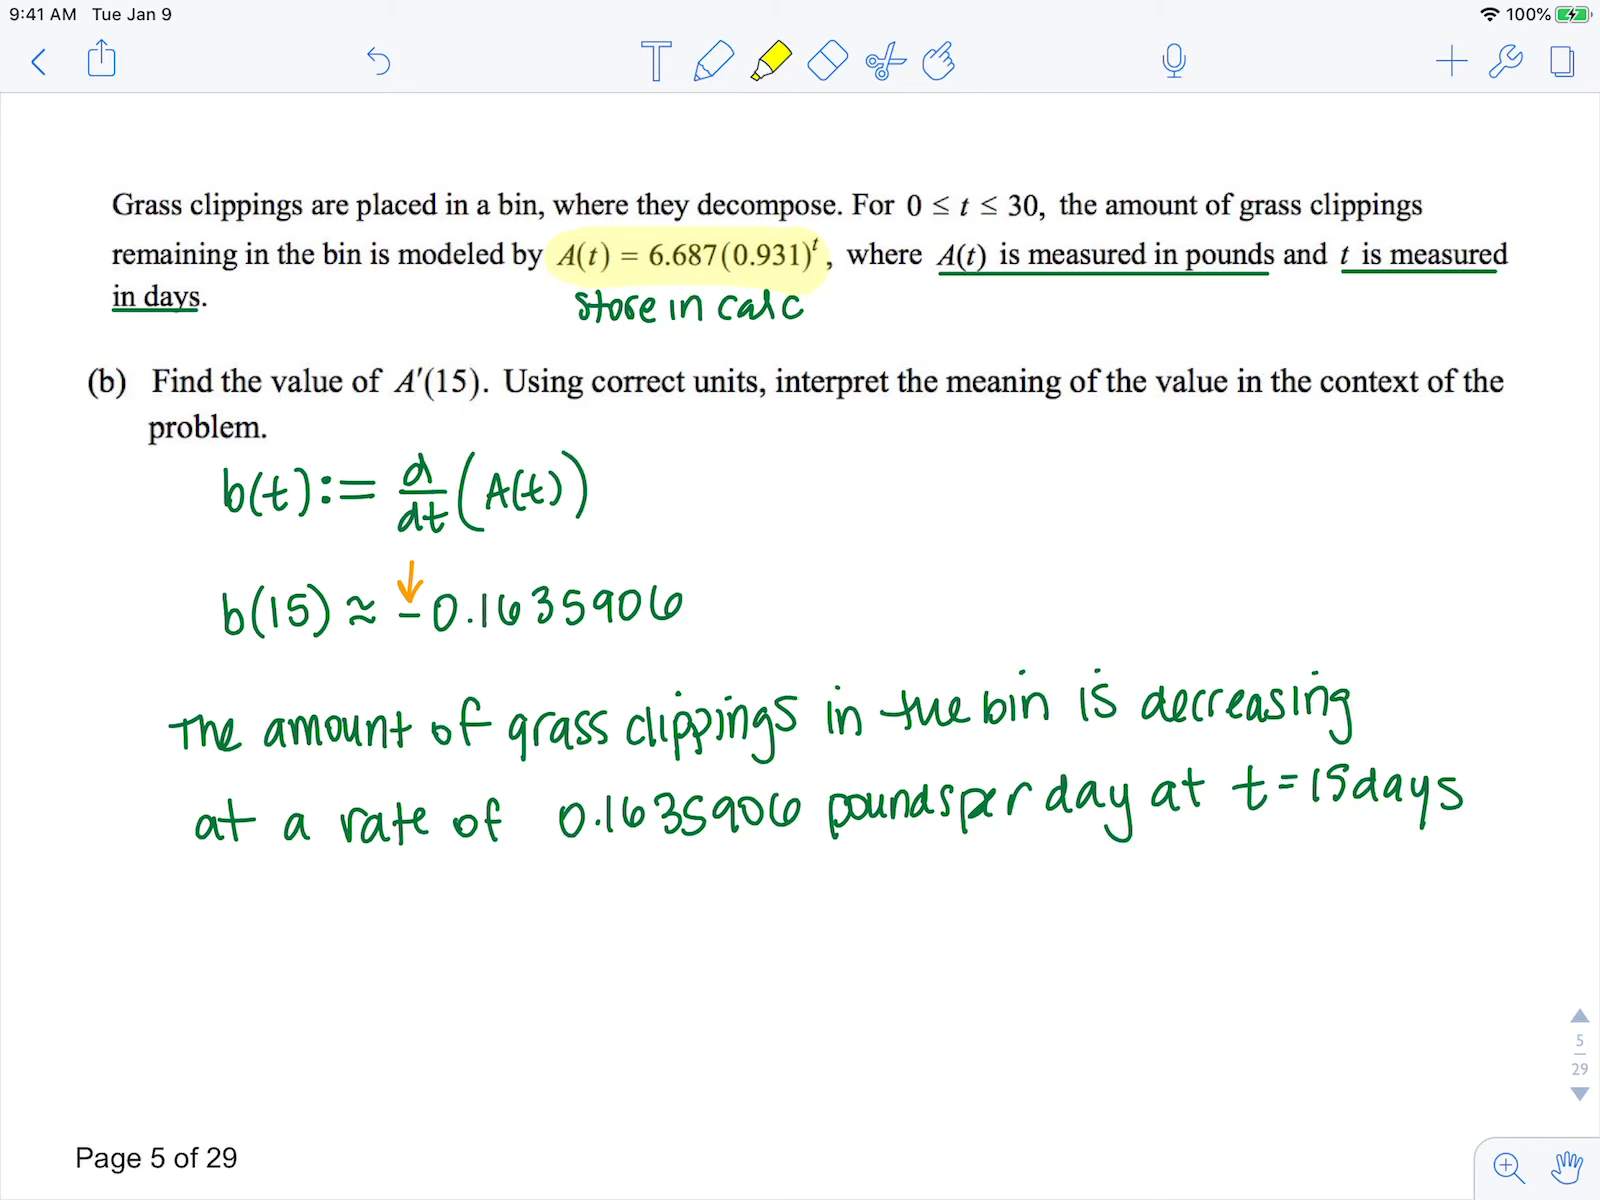 9:41 AM Tue Jan 9
100%
T
Grass clippings are placed in a bin, where they decompose. For 0 ≤ t ≤ 30, the amount of grass clippings
remaining in the bin is modeled by A(t) = 6.687(0.931)^t, where A(t) is measured in pounds and t is measured
in days.
store in calc
(b) Find the value of A′(15). Using correct units, interpret the meaning of the value in the context of the
problem.
b(t):= d/dt (A(t))
b(15) ≈ -0.1635906
The amount of grass clippings in the bin is decreasing
at a rate of 0.1635906 pounds per day at t=15 days
5
29
Page 5 of 29